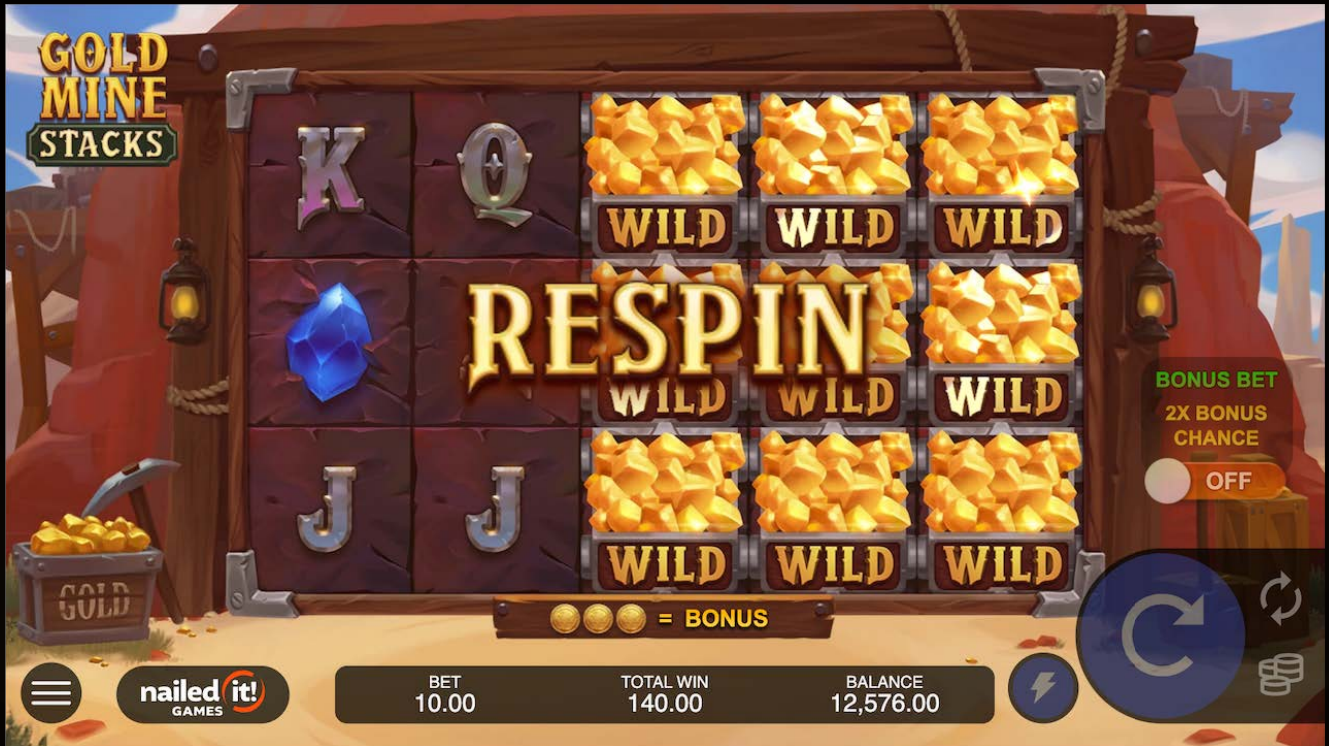 GOLD
MINE
STACKS
K Q
WILD WILD WILD
RESPIN
WILD WILD WILD
J J
WILD WILD WILD
BONUS BET
2X BONUS
CHANCE
OFF
GOLD
= BONUS
nailed it!
GAMES
BET
10.00
TOTAL WIN
140.00
BALANCE
12,576.00